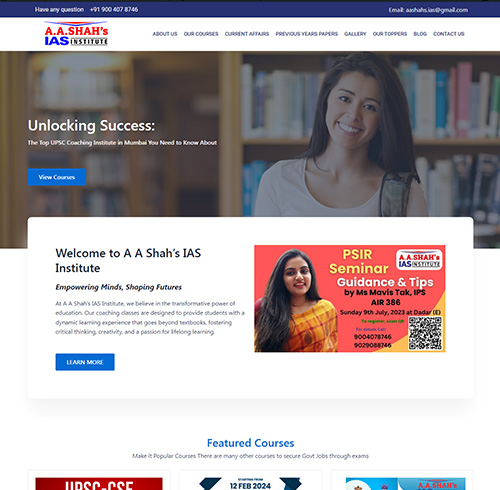 Have any question +91 900 407 8746
Email: aashahs.ias@gmail.com
A.A.SHAH's
IAS INSTITUTE
ABOUT US OUR COURSES CURRENT AFFAIRS PREVIOUS YEARS PAPERS GALLERY OUR TOPPERS BLOG CONTACT US
Unlocking Success:
The Top UPSC Coaching Institute in Mumbai You Need to Know About
View Courses
Welcome to A A Shah's IAS
Institute
Empowering Minds, Shaping Futures
At A A Shah's IAS Institute, we believe in the transformative power of
education. Our coaching classes are designed to provide students with a
dynamic learning experience that goes beyond textbooks, fostering
critical thinking, creativity, and a passion for lifelong learning.
LEARN MORE
PSIR
Seminar
A.A.SHAH's
IAS INSTITUTE
Guidance & Tips
by Ms Mavis Tak, IPS
AIR 386
Sunday 9th July, 2023 at Dadar (E)
To register, scan QR
For details Call:
9004078746
9029088746
Featured Courses
Make it Popular Courses There are many other courses to secure Govt Jobs through exams
UPSC-CSE
STARTING FROM
12 FEB 2024